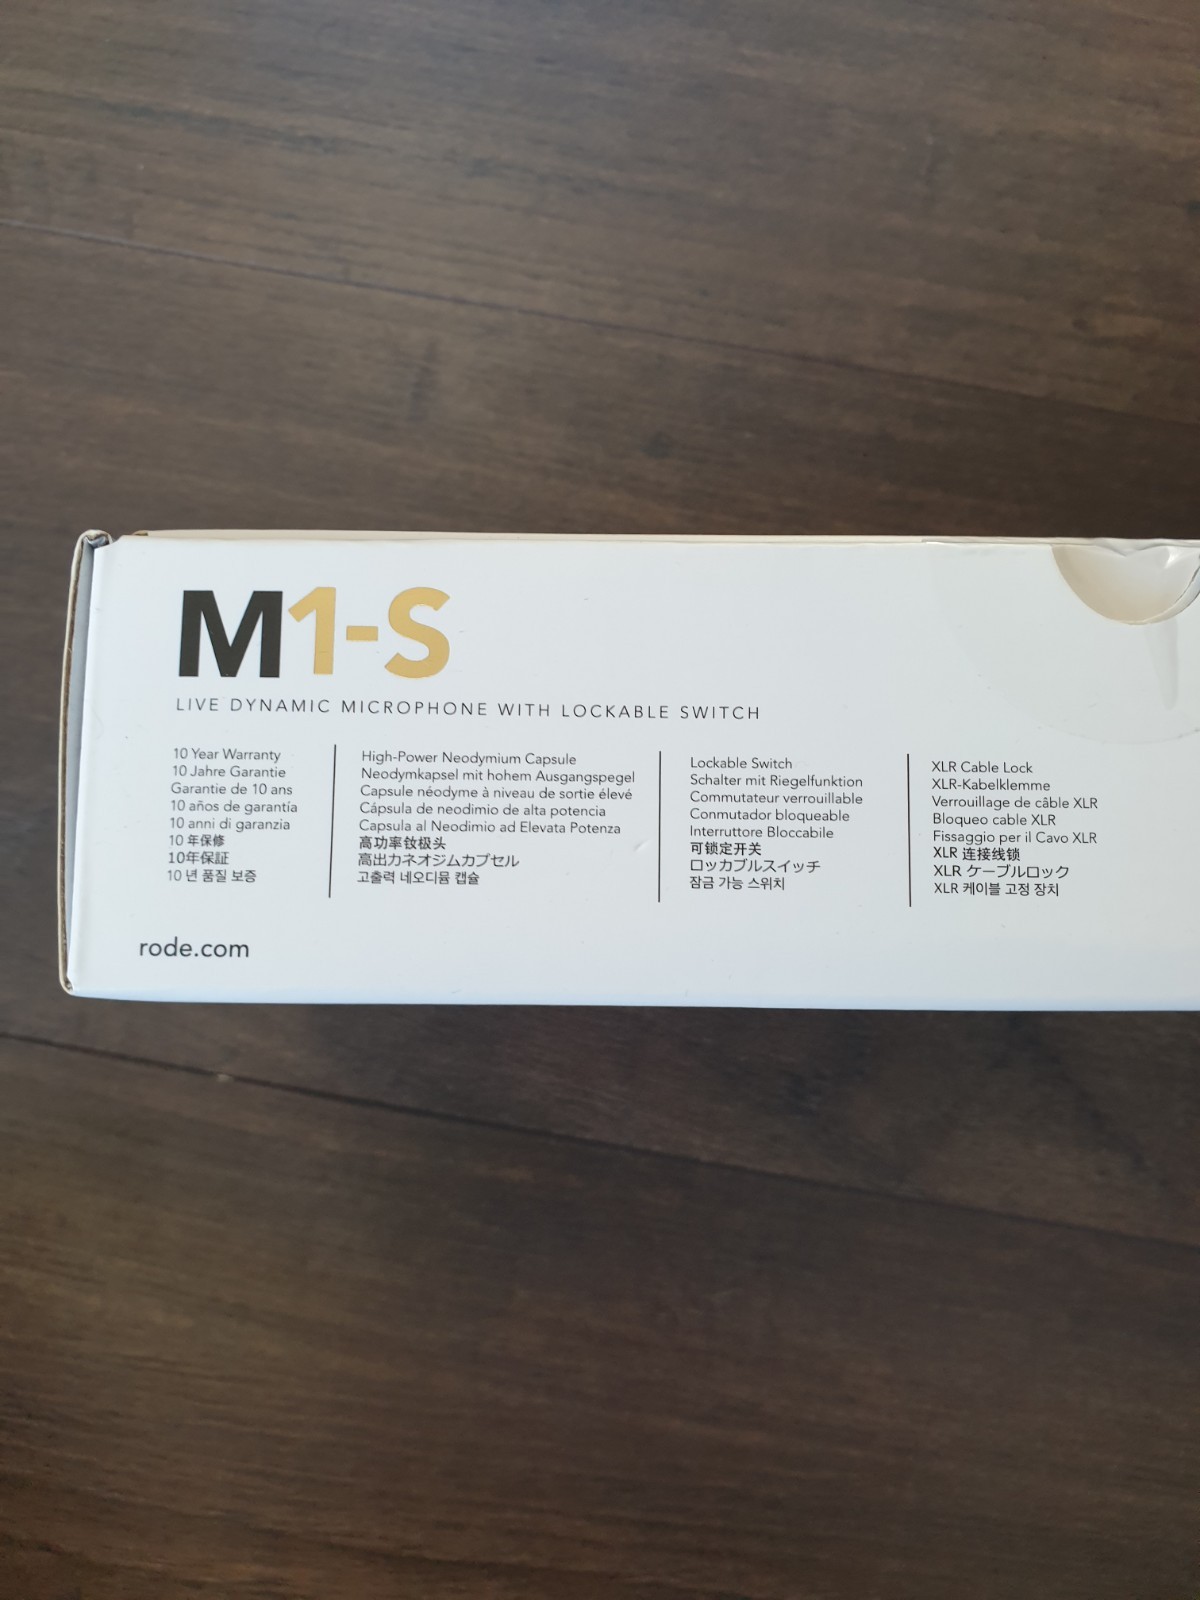 M1-S
LIVE DYNAMIC MICROPHONE WITH LOCKABLE SWITCH
10 Year Warranty
10 Jahre Garantie
Garantie de 10 ans
10 años de garantía
10 anni di garanzia
10 年保修
10年保証
10 년 품질 보증
High-Power Neodymium Capsule
Neodymkapsel mit hohem Ausgangspegel
Capsule néodyme à niveau de sortie élevé
Cápsula de neodimio de alta potencia
Capsula al Neodimio ad Elevata Potenza
高功率钕极头
高出力ネオジムカプセル
고출력 네오디뮴 캡슐
Lockable Switch
Schalter mit Riegelfunktion
Commutateur verrouillable
Conmutador bloqueable
Interruttore Bloccabile
可锁定开关
ロッカブルスイッチ
잠금 가능 스위치
XLR Cable Lock
XLR-Kabelklemme
Verrouillage de câble XLR
Bloqueo cable XLR
Fissaggio per il Cavo XLR
XLR 连接线锁
XLR ケーブルロック
XLR 케이블 고정 장치
rode.com